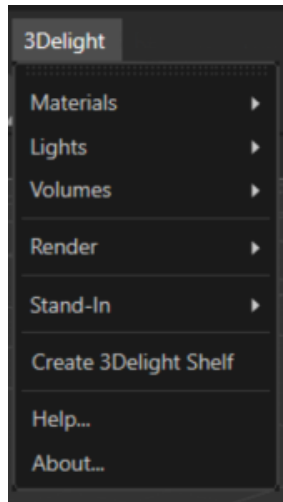 3Delight
Materials
Lights
Volumes
Render
Stand-In
Create 3Delight Shelf
Help...
About...